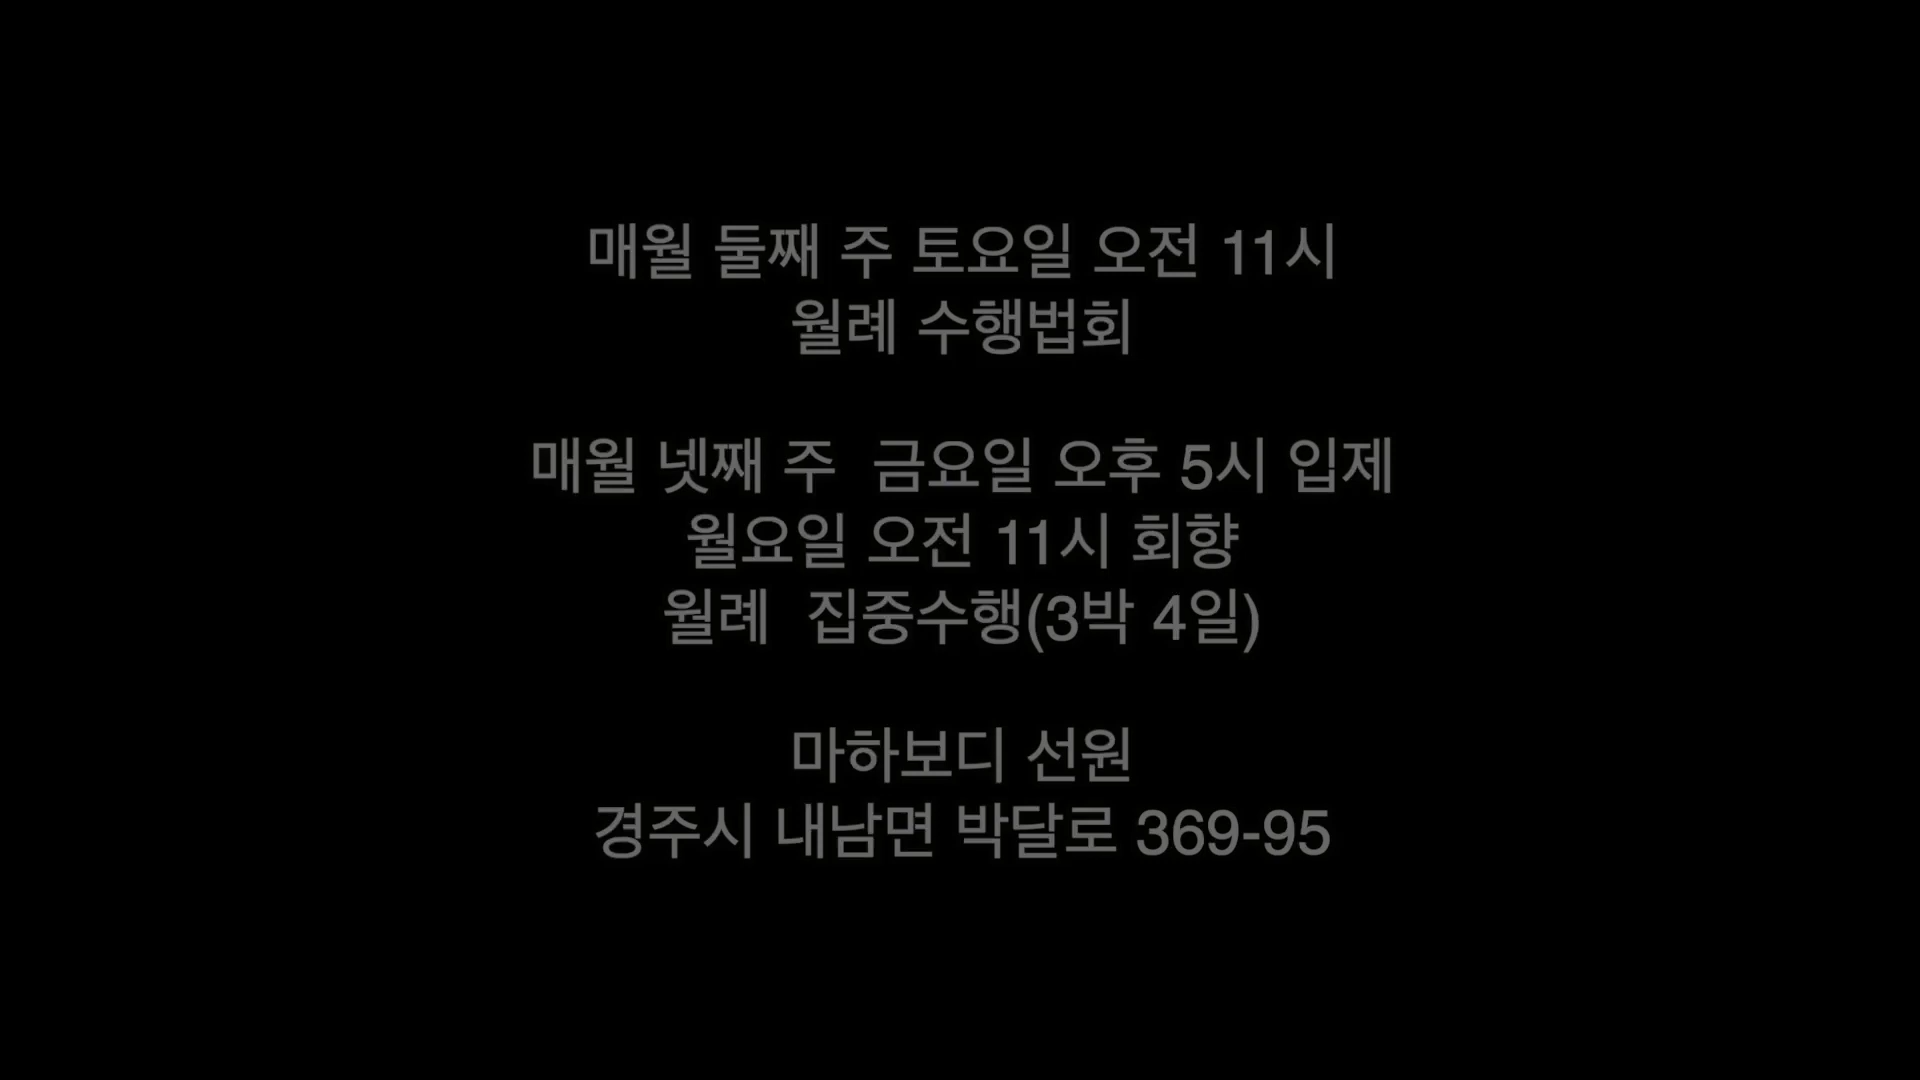 매월 둘째 주 토요일 오전 11시
월례 수행법회
매월 넷째 주 금요일 오후 5시 입제
월요일 오전 11시 회향
월례 집중수행(3박 4일)
마하보디 선원
경주시 내남면 박달로 369-95